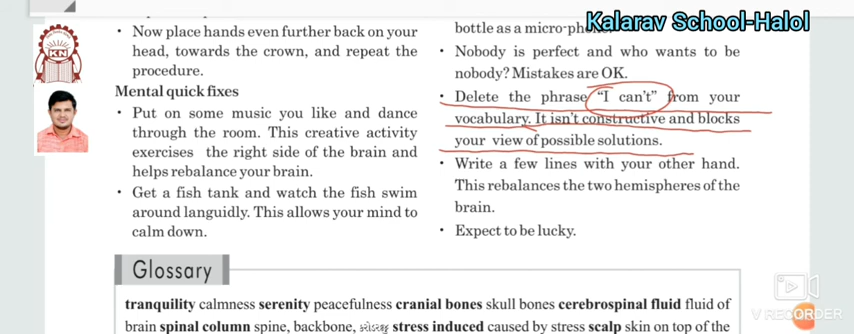 Kalarav School-Halol
KN
• Now place hands even further back on your
head, towards the crown, and repeat the
procedure.
Mental quick fixes
• Put on some music you like and dance
through the room. This creative activity
exercises the right side of the brain and
helps rebalance your brain.
• Get a fish tank and watch the fish swim
around languidly. This allows your mind to
calm down.
bottle as a micro-phone.
• Nobody is perfect and who wants to be
nobody? Mistakes are OK.
• Delete the phrase "I can't" from your
vocabulary. It isn't constructive and blocks
your view of possible solutions.
• Write a few lines with your other hand.
This rebalances the two hemispheres of the
brain.
• Expect to be lucky.
Glossary
tranquility calmness serenity peacefulness cranial bones skull bones cerebrospinal fluid fluid of
brain spinal column spine, backbone, stress induced caused by stress scalp skin on top of the
V RECORDER